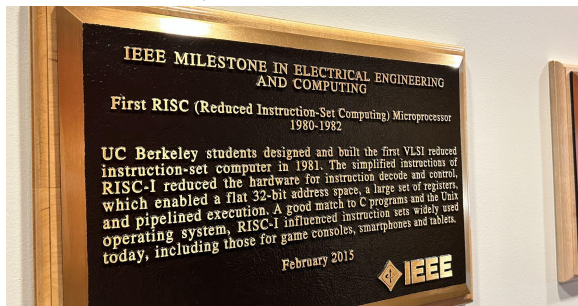 IEEE MILESTONE IN ELECTRICAL ENGINEERING
AND COMPUTING
First RISC (Reduced Instruction-Set Computing) Microprocessor
1980-1982
UC Berkeley students designed and built the first VLSI reduced
instruction-set computer in 1981. The simplified instructions of
RISC-I reduced the hardware for instruction decode and control,
which enabled a flat 32-bit address space, a large set of registers,
and pipelined execution. A good match to C programs and the Unix
operating system, RISC-I influenced instruction sets widely used
today, including those for game consoles, smartphones and tablets.
February 2015
IEEE